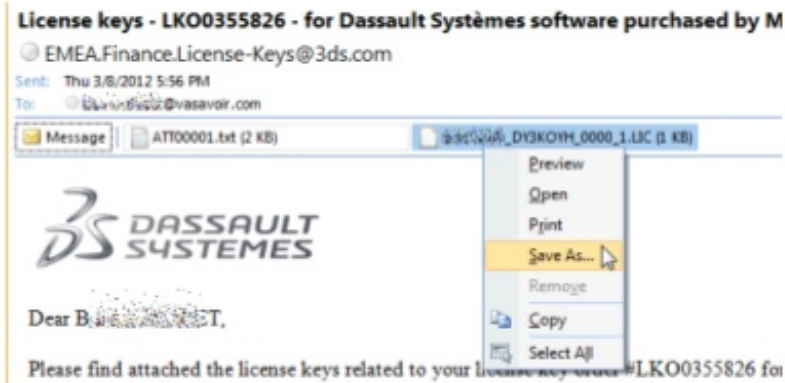 License keys - LKO0355826 - for Dassault Systèmes software purchased by M
EMEA.Finance.License-Keys@3ds.com
Sent: Thu 3/8/2012 5:56 PM
To: @vasavoir.com
Message ATT00001.txt (2 KB) _DY3KOYH_0000_1.LIC (1 KB)
Preview
Open
Print
Save As...
Remove
Copy
Select All
DASSAULT
SYSTEMES
Dear B ET,
Please find attached the license keys related to your license key order #LKO0355826 for